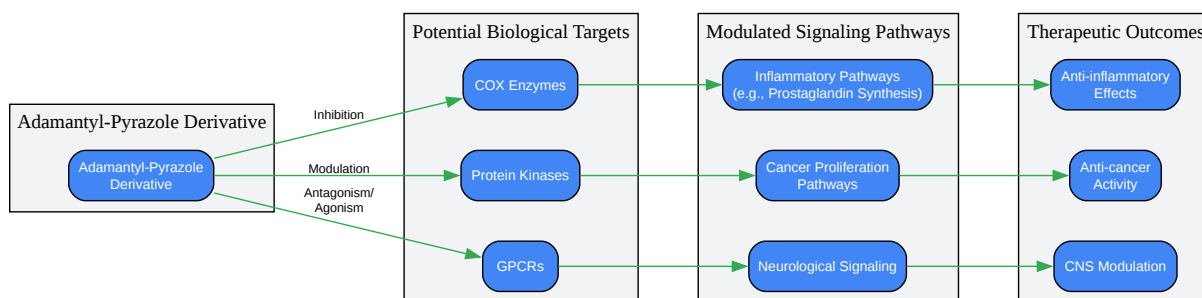 Adamantyl-Pyrazole Derivative
Adamantyl-Pyrazole
Derivative
Inhibition
Modulation
Antagonism/
Agonism
Potential Biological Targets
COX Enzymes
Protein Kinases
GPCRs
Modulated Signaling Pathways
Inflammatory Pathways
(e.g., Prostaglandin Synthesis)
Cancer Proliferation
Pathways
Neurological Signaling
Therapeutic Outcomes
Anti-inflammatory
Effects
Anti-cancer
Activity
CNS Modulation